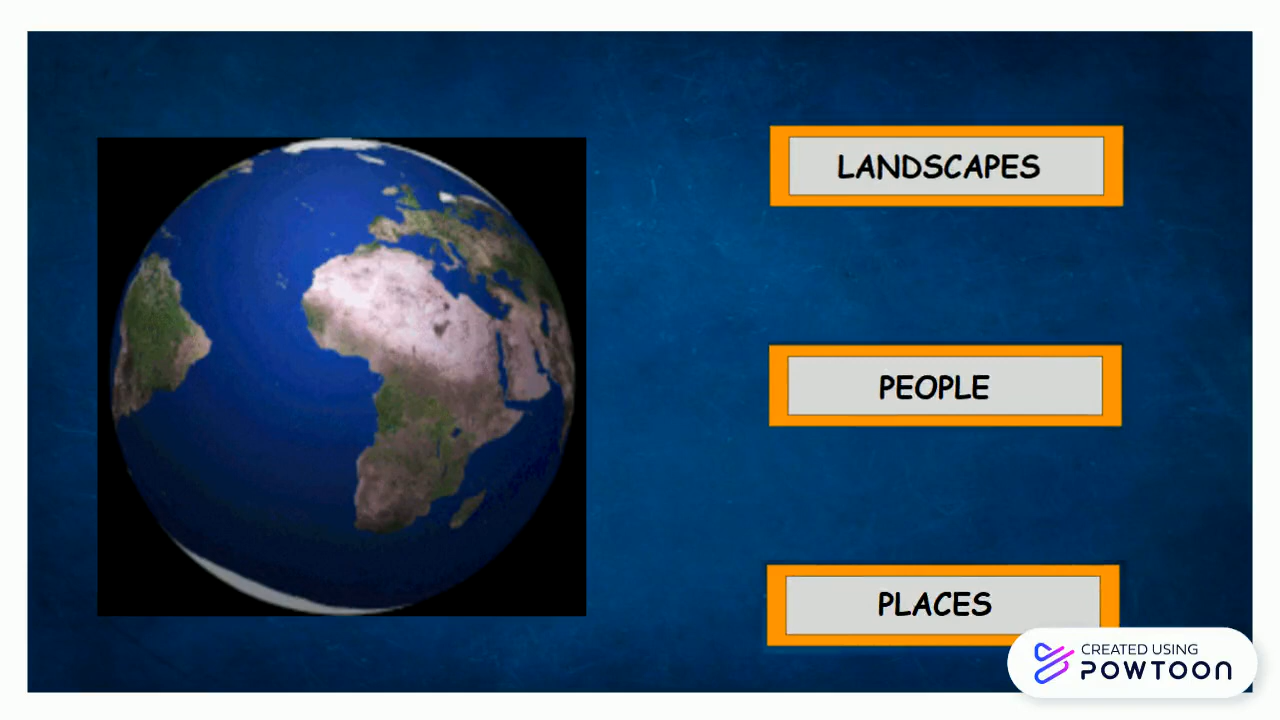 LANDSCAPES
PEOPLE
PLACES
CREATED USING
POWTOON